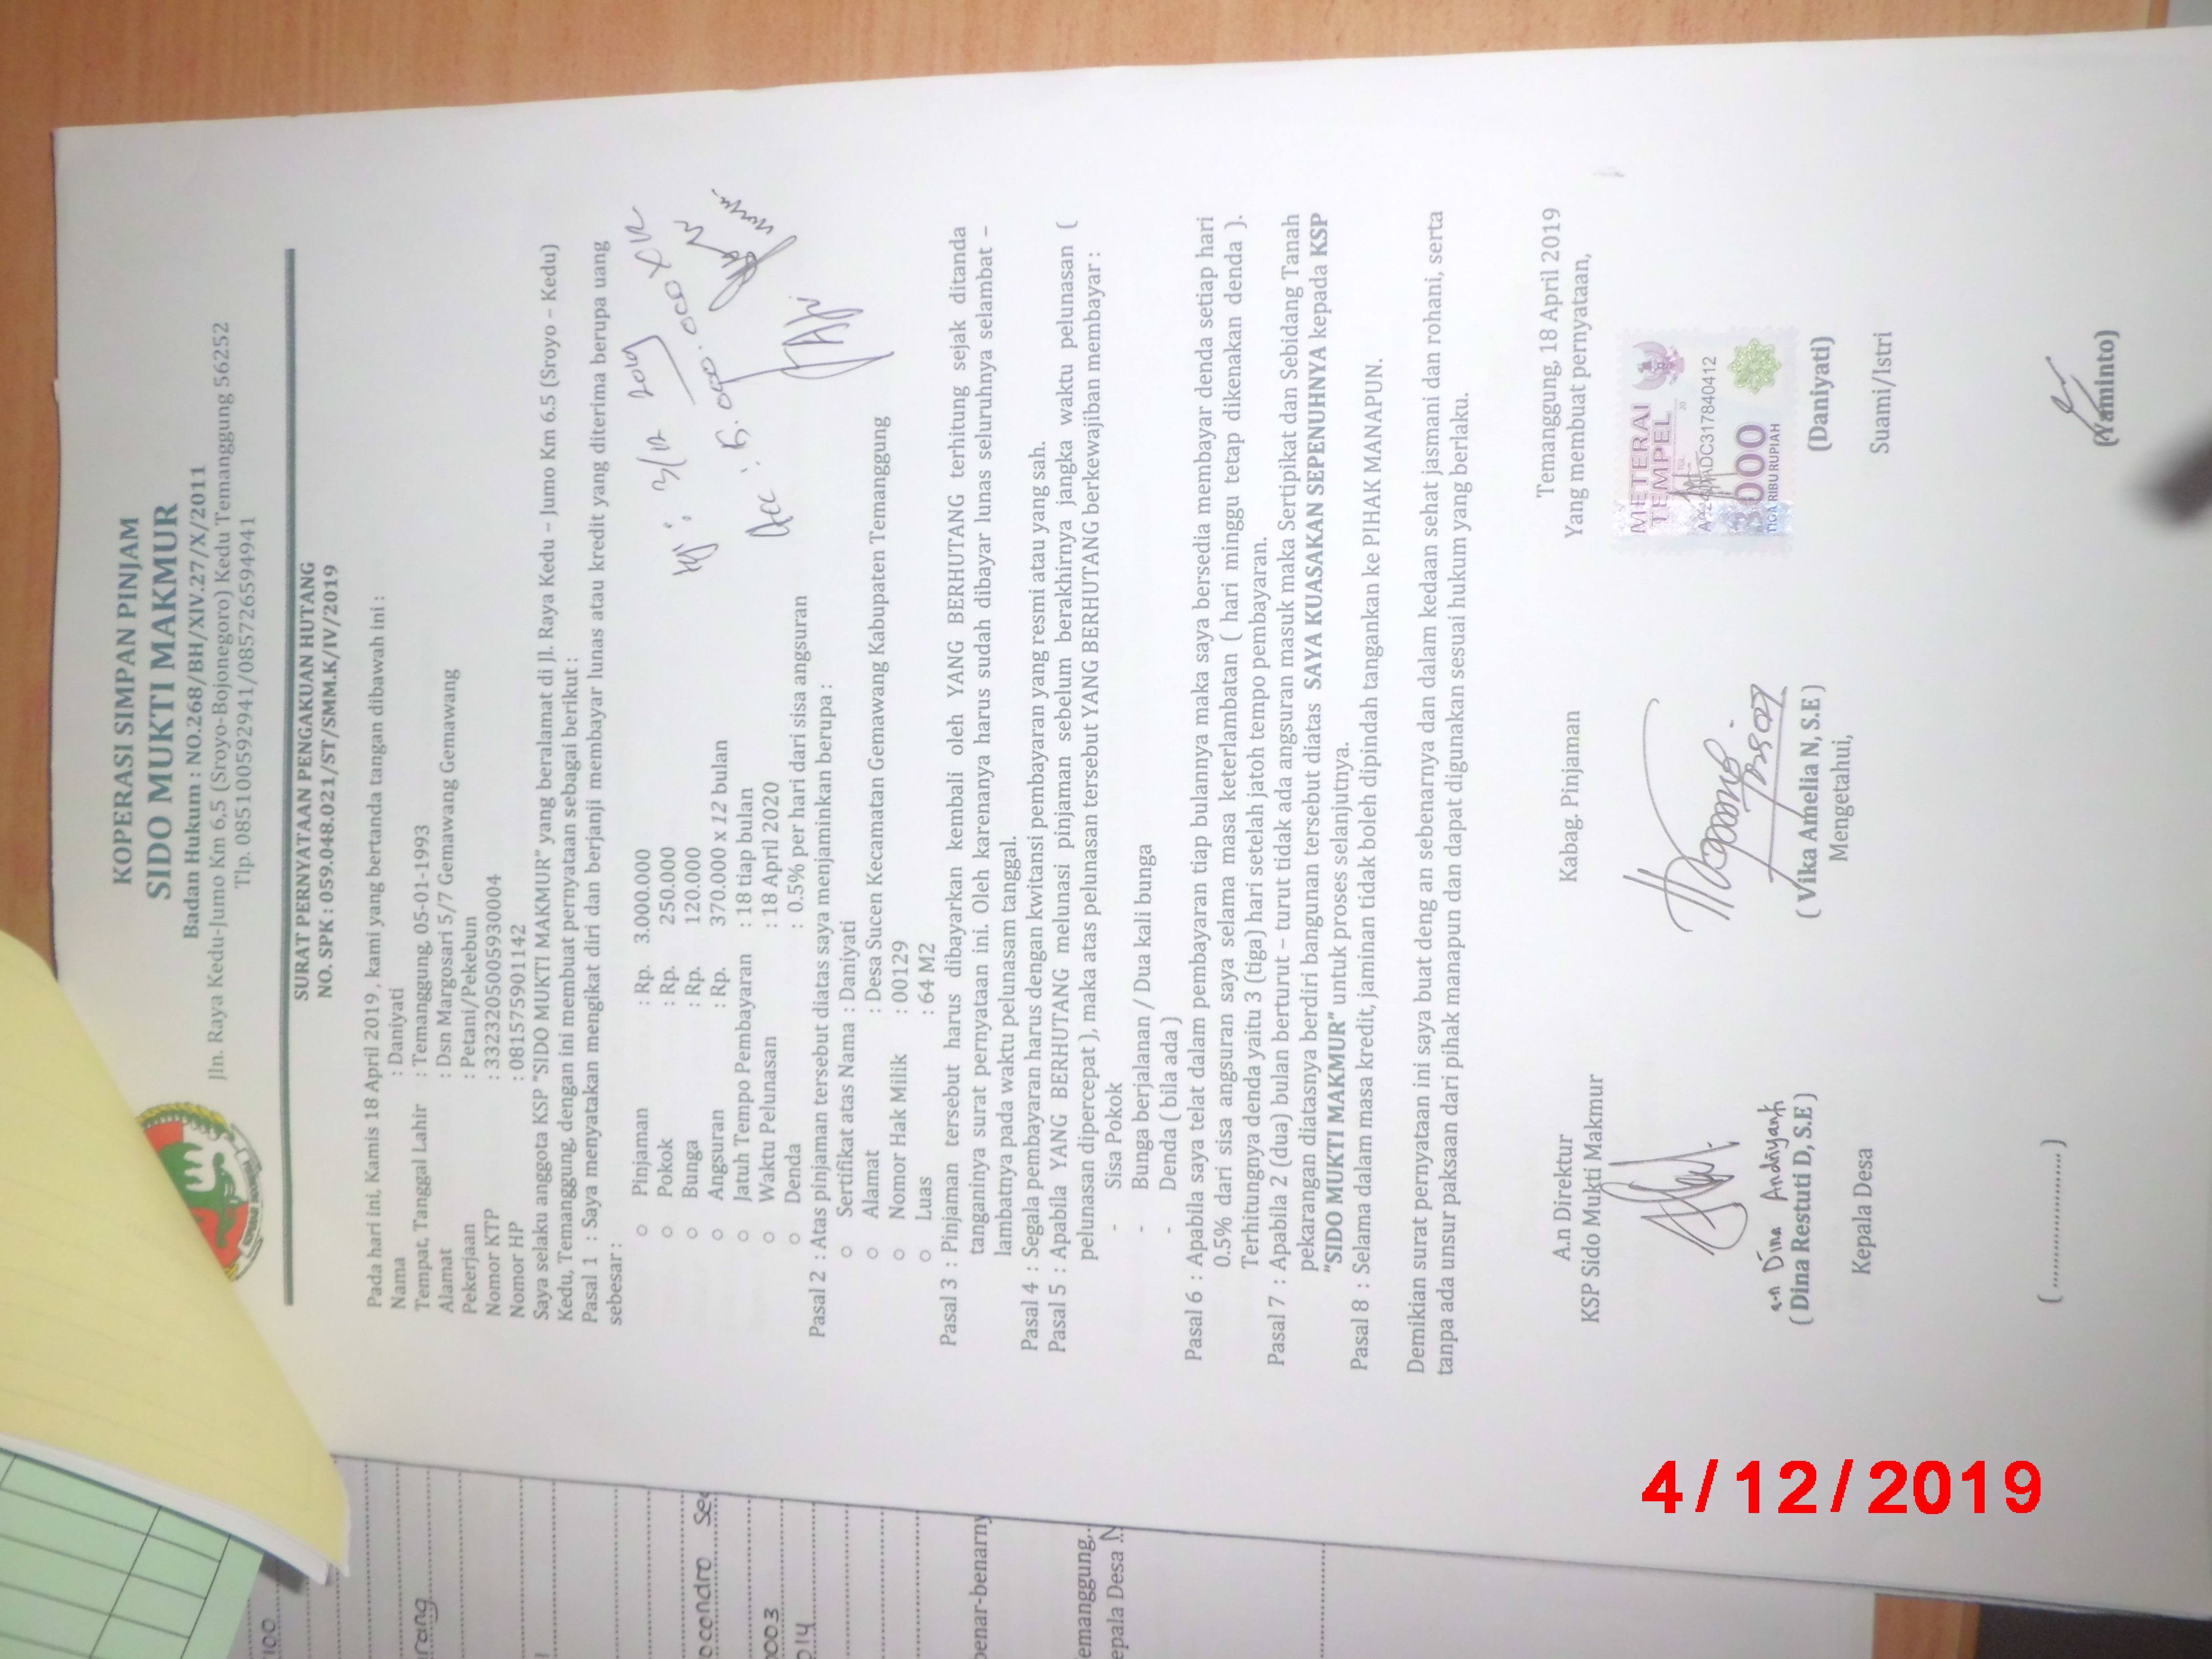 KOPERASI SIMPAN PINJAM
SIDO MUKTI MAKMUR
Badan Hukum : NO.268/BH/XIV.27/X/2011
Jln. Raya Kedu-Jumo Km 6,5 (Sroyo-Bojonegoro) Kedu Temanggung 56252
Tlp. 085100592941/085726594941
SURAT PERNYATAAN PENGAKUAN HUTANG
NO. SPK : 059.048.021/ST/SMM.K/IV/2019
Pada hari ini, Kamis 18 April 2019 , kami yang bertanda tangan dibawah ini :
Nama : Daniyati
Tempat, Tanggal Lahir : Temanggung, 05-01-1993
Alamat : Dsn Margosari 5/7 Gemawang Gemawang
Pekerjaan : Petani/Pekebun
Nomor KTP : 3323205005930004
Nomor HP : 081575901142
Saya selaku anggota KSP "SIDO MUKTI MAKMUR" yang beralamat di Jl. Raya Kedu – Jumo Km 6.5 (Sroyo – Kedu)
Kedu, Temanggung, dengan ini membuat pernyataan sebagai berikut :
Pasal 1 : Saya menyatakan mengikat diri dan berjanji membayar lunas atau kredit yang diterima berupa uang
sebesar :
○ Pinjaman : Rp. 3.000.000
○ Pokok : Rp. 250.000
○ Bunga : Rp. 120.000
○ Angsuran : Rp. 370.000 x 12 bulan
○ Jatuh Tempo Pembayaran : 18 tiap bulan
○ Waktu Pelunasan : 18 April 2020
○ Denda : 0.5% per hari dari sisa angsuran
3/12 2019
Acc : 5.000.000 x 12
Pasal 2 : Atas pinjaman tersebut diatas saya menjaminkan berupa :
○ Sertifikat atas Nama : Daniyati
○ Alamat : Desa Sucen Kecamatan Gemawang Kabupaten Temanggung
○ Nomor Hak Milik : 00129
○ Luas : 64 M2
Pasal 3 : Pinjaman tersebut harus dibayarkan kembali oleh YANG BERHUTANG terhitung sejak ditanda
tanganinya surat pernyataan ini. Oleh karenanya harus sudah dibayar lunas seluruhnya selambat –
lambatnya pada waktu pelunasam tanggal.
Pasal 4 : Segala pembayaran harus dengan kwitansi pembayaran yang resmi atau yang sah.
Pasal 5 : Apabila YANG BERHUTANG melunasi pinjaman sebelum berakhirnya jangka waktu pelunasan (
pelunasan dipercepat ), maka atas pelunasan tersebut YANG BERHUTANG berkewajiban membayar :
- Sisa Pokok
- Bunga berjalanan / Dua kali bunga
- Denda ( bila ada )
Pasal 6 : Apabila saya telat dalam pembayaran tiap bulannya maka saya bersedia membayar denda setiap hari
0.5% dari sisa angsuran saya selama masa keterlambatan ( hari minggu tetap dikenakan denda ).
Terhitungnya denda yaitu 3 (tiga) hari setelah jatoh tempo pembayaran.
Pasal 7 : Apabila 2 (dua) bulan berturut – turut tidak ada angsuran masuk maka Sertipikat dan Sebidang Tanah
pekarangan diatasnya berdiri bangunan tersebut diatas SAYA KUASAKAN SEPENUHNYA kepada KSP
"SIDO MUKTI MAKMUR" untuk proses selanjutnya.
Pasal 8 : Selama dalam masa kredit, jaminan tidak boleh dipindah tangankan ke PIHAK MANAPUN.
Demikian surat pernyataan ini saya buat deng an sebenarnya dan dalam kedaan sehat jasmani dan rohani, serta
tanpa ada unsur paksaan dari pihak manapun dan dapat digunakan sesuai hukum yang berlaku.
Temanggung, 18 April 2019
A.n Direktur Kabag. Pinjaman Yang membuat pernyataan,
KSP Sido Mukti Makmur
METERAI
TEMPEL
ADC317840412
3000
TIGA RIBU RUPIAH
a.n Dina Andriyanti
( Dina Restuti D, S.E ) ( Vika Amelia N, S.E ) (Daniyati)
Mengetahui,
Kepala Desa Suami/Istri
( ..................... ) (Yaminto)
4/12/2019
0003
014
benar-benarny
emanggung,
epala Desa